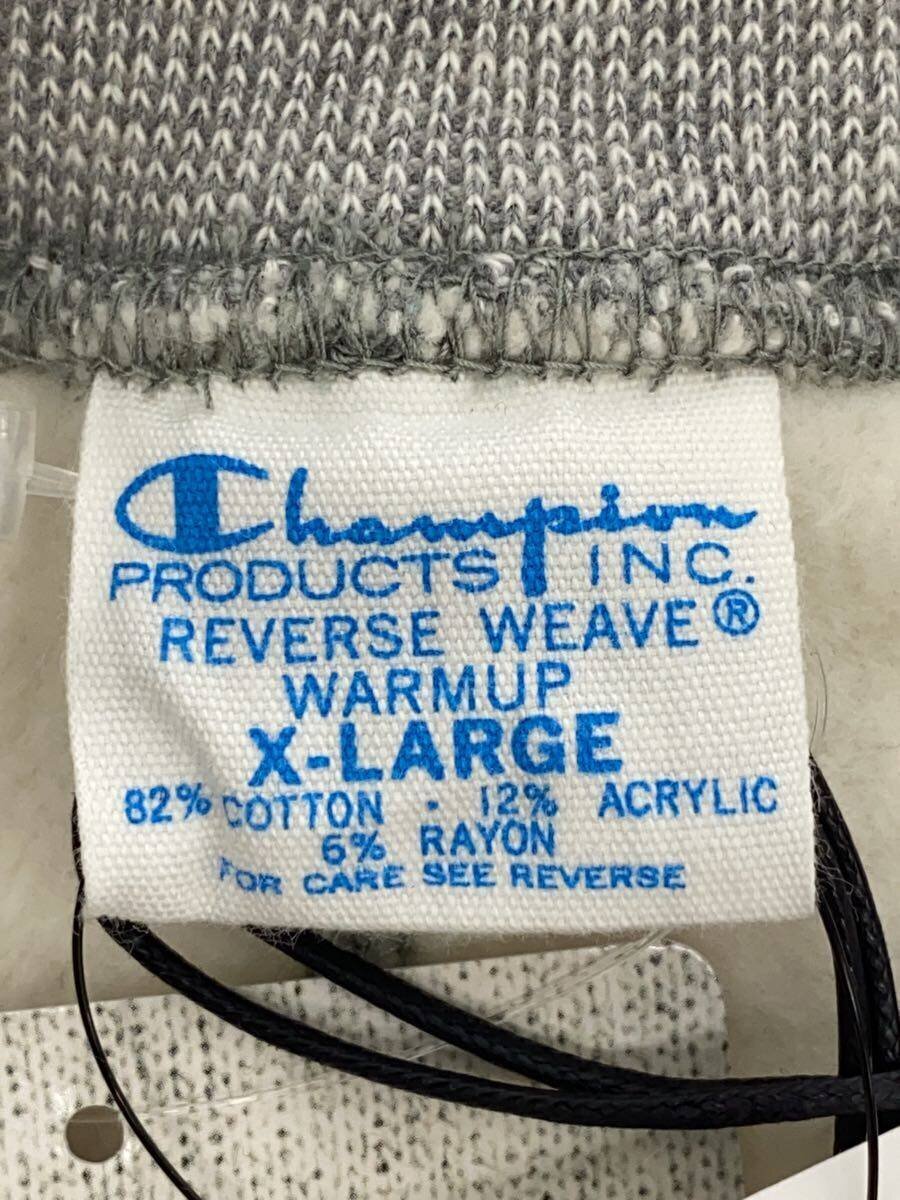 Champion
PRODUCTS INC.
REVERSE WEAVE®
WARMUP
X-LARGE
82% COTTON · 12% ACRYLIC
6% RAYON
FOR CARE SEE REVERSE